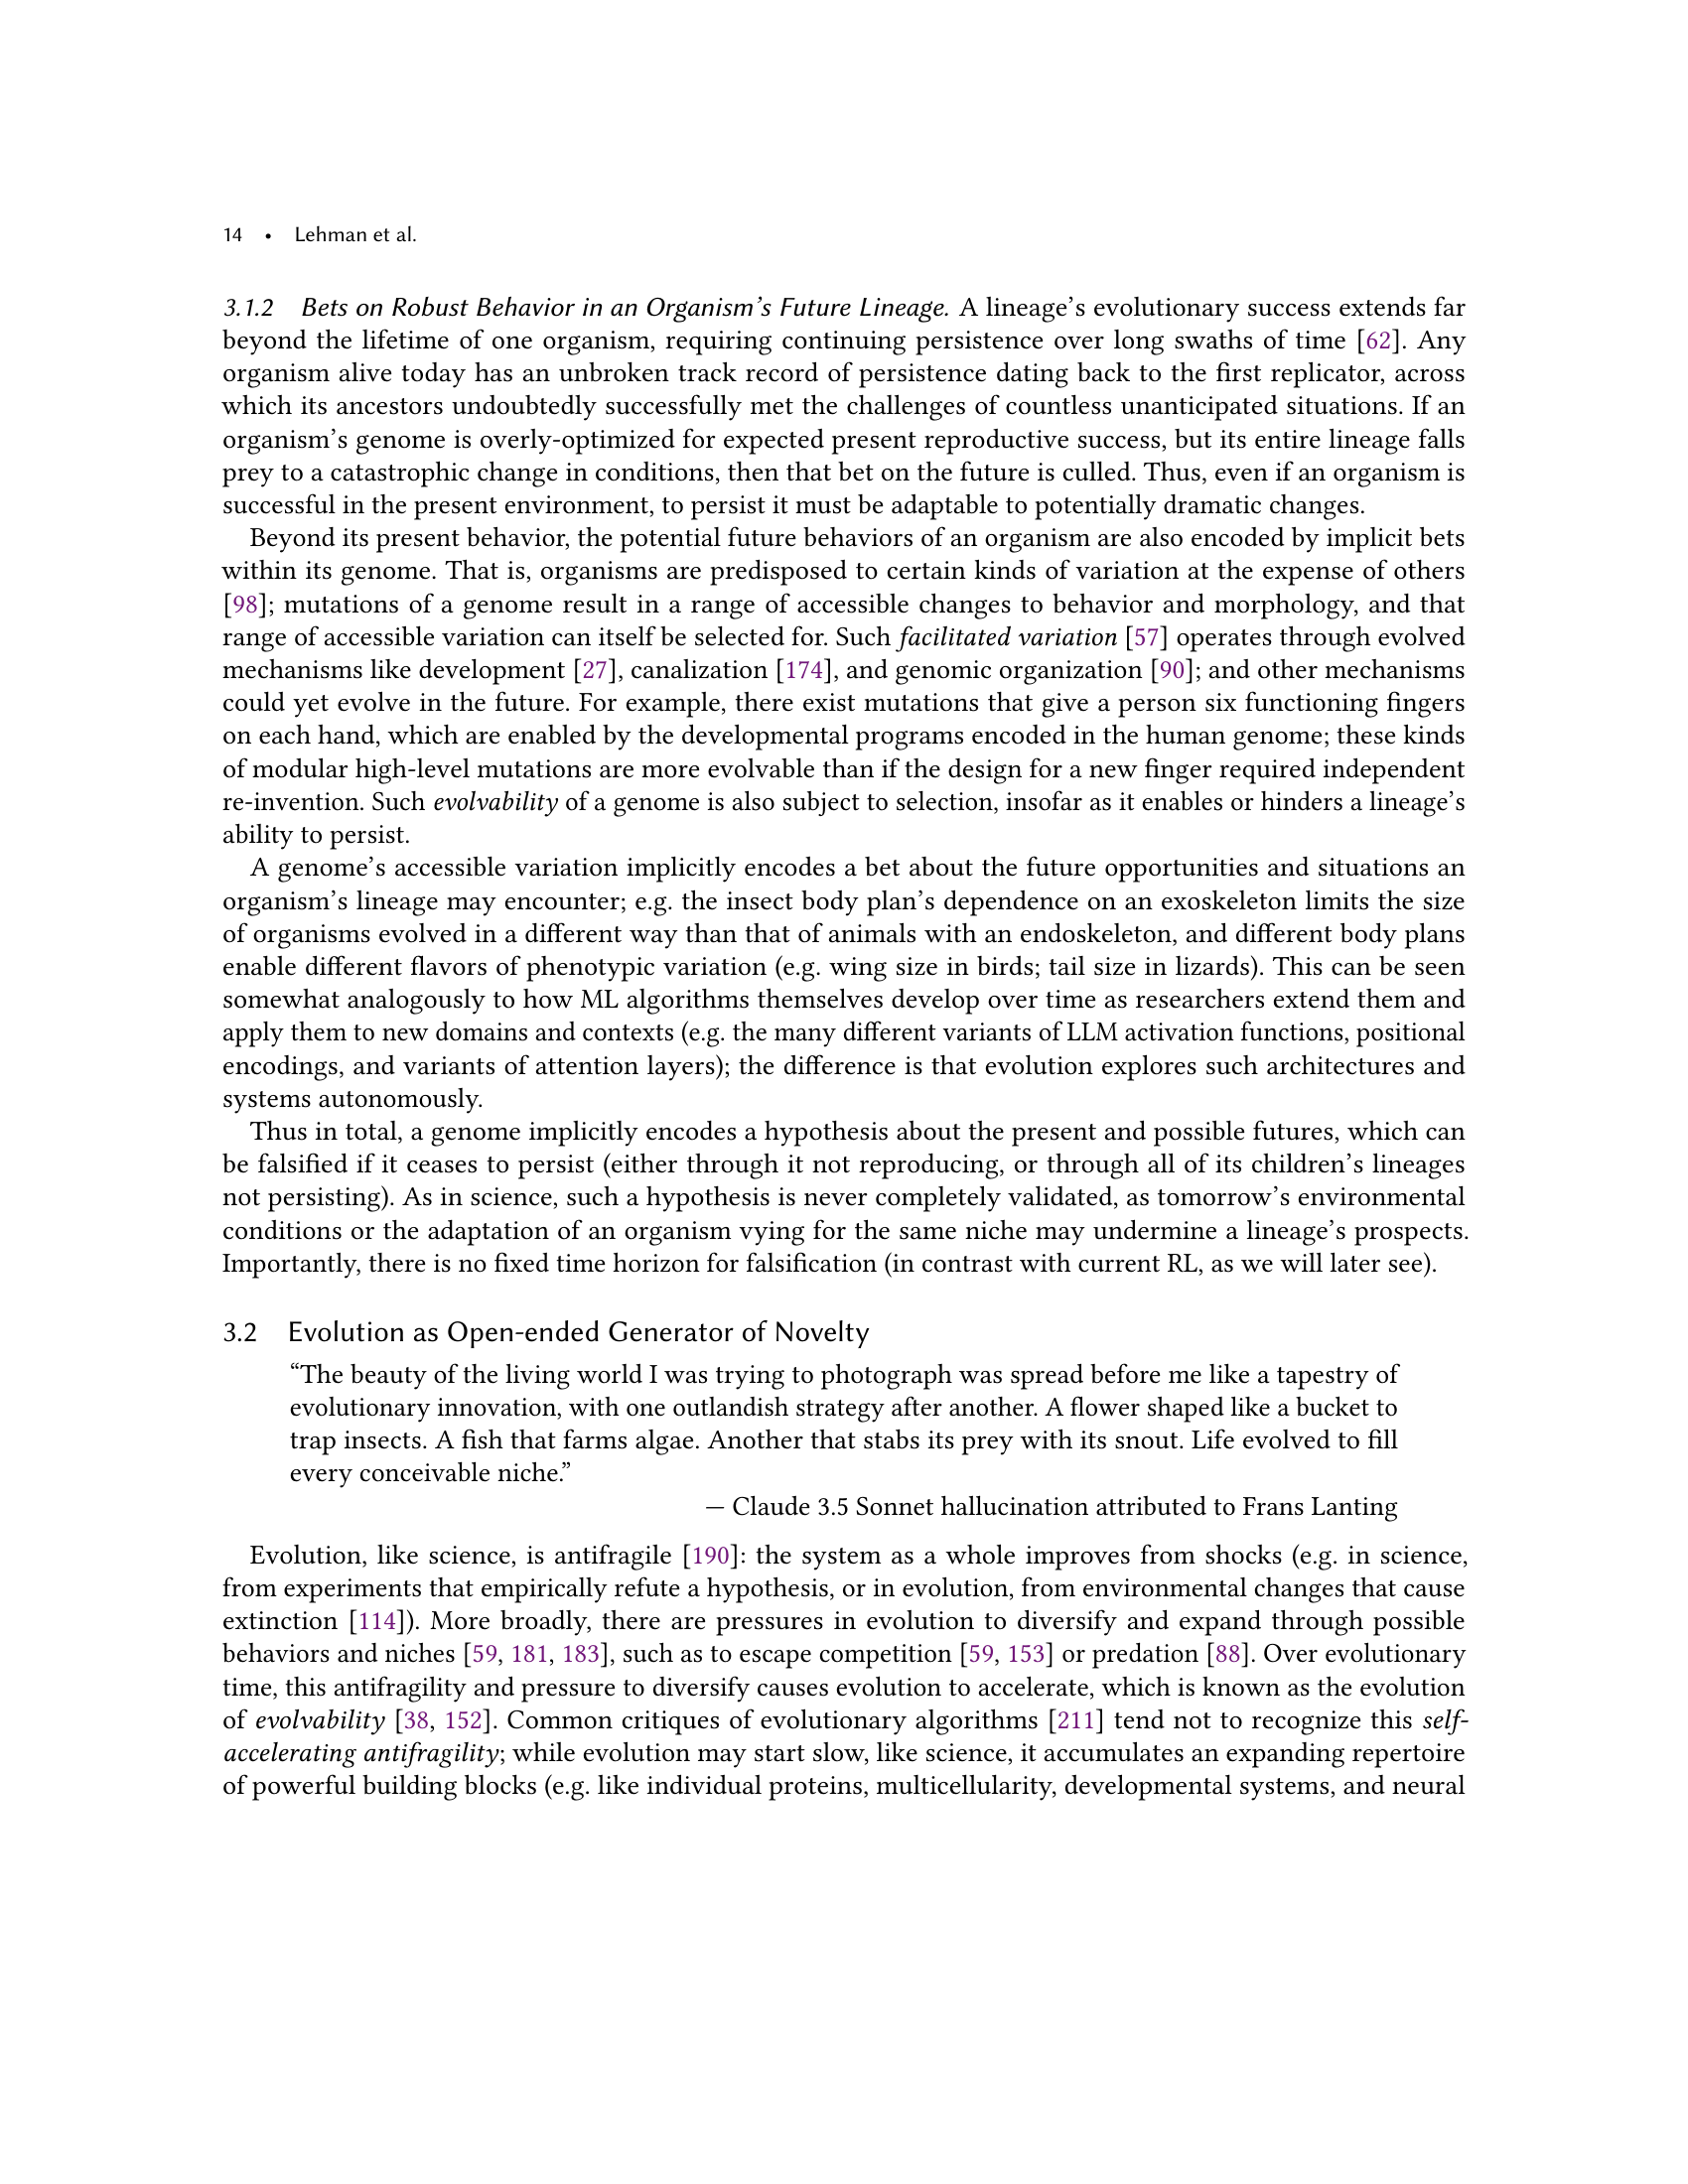 14 • Lehman et al.
3.1.2 Bets on Robust Behavior in an Organism's Future Lineage. A lineage's evolutionary success extends far
beyond the lifetime of one organism, requiring continuing persistence over long swaths of time [62]. Any
organism alive today has an unbroken track record of persistence dating back to the first replicator, across
which its ancestors undoubtedly successfully met the challenges of countless unanticipated situations. If an
organism's genome is overly-optimized for expected present reproductive success, but its entire lineage falls
prey to a catastrophic change in conditions, then that bet on the future is culled. Thus, even if an organism is
successful in the present environment, to persist it must be adaptable to potentially dramatic changes.
Beyond its present behavior, the potential future behaviors of an organism are also encoded by implicit bets
within its genome. That is, organisms are predisposed to certain kinds of variation at the expense of others
[98]; mutations of a genome result in a range of accessible changes to behavior and morphology, and that
range of accessible variation can itself be selected for. Such facilitated variation [57] operates through evolved
mechanisms like development [27], canalization [174], and genomic organization [90]; and other mechanisms
could yet evolve in the future. For example, there exist mutations that give a person six functioning fingers
on each hand, which are enabled by the developmental programs encoded in the human genome; these kinds
of modular high-level mutations are more evolvable than if the design for a new finger required independent
re-invention. Such evolvability of a genome is also subject to selection, insofar as it enables or hinders a lineage's
ability to persist.
A genome's accessible variation implicitly encodes a bet about the future opportunities and situations an
organism's lineage may encounter; e.g. the insect body plan's dependence on an exoskeleton limits the size
of organisms evolved in a different way than that of animals with an endoskeleton, and different body plans
enable different flavors of phenotypic variation (e.g. wing size in birds; tail size in lizards). This can be seen
somewhat analogously to how ML algorithms themselves develop over time as researchers extend them and
apply them to new domains and contexts (e.g. the many different variants of LLM activation functions, positional
encodings, and variants of attention layers); the difference is that evolution explores such architectures and
systems autonomously.
Thus in total, a genome implicitly encodes a hypothesis about the present and possible futures, which can
be falsified if it ceases to persist (either through it not reproducing, or through all of its children's lineages
not persisting). As in science, such a hypothesis is never completely validated, as tomorrow's environmental
conditions or the adaptation of an organism vying for the same niche may undermine a lineage's prospects.
Importantly, there is no fixed time horizon for falsification (in contrast with current RL, as we will later see).
3.2 Evolution as Open-ended Generator of Novelty
“The beauty of the living world I was trying to photograph was spread before me like a tapestry of
evolutionary innovation, with one outlandish strategy after another. A flower shaped like a bucket to
trap insects. A fish that farms algae. Another that stabs its prey with its snout. Life evolved to fill
every conceivable niche.”
— Claude 3.5 Sonnet hallucination attributed to Frans Lanting
Evolution, like science, is antifragile [190]: the system as a whole improves from shocks (e.g. in science,
from experiments that empirically refute a hypothesis, or in evolution, from environmental changes that cause
extinction [114]). More broadly, there are pressures in evolution to diversify and expand through possible
behaviors and niches [59, 181, 183], such as to escape competition [59, 153] or predation [88]. Over evolutionary
time, this antifragility and pressure to diversify causes evolution to accelerate, which is known as the evolution
of evolvability [38, 152]. Common critiques of evolutionary algorithms [211] tend not to recognize this self-
accelerating antifragility; while evolution may start slow, like science, it accumulates an expanding repertoire
of powerful building blocks (e.g. like individual proteins, multicellularity, developmental systems, and neural